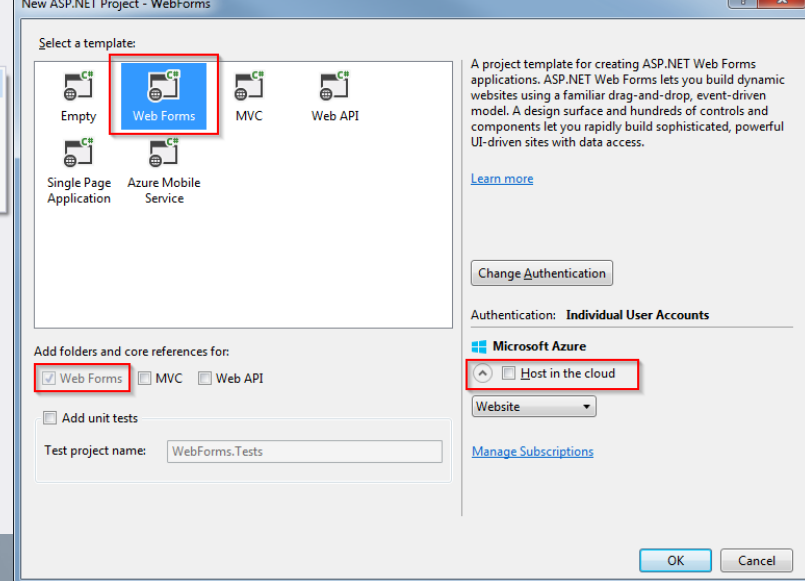 New ASP.NET Project - WebForms
Select a template:
C# C# C# C#
Empty Web Forms MVC Web API
C# C#
Single Page Application
Azure Mobile Service
A project template for creating ASP.NET Web Forms
applications. ASP.NET Web Forms lets you build dynamic
websites using a familiar drag-and-drop, event-driven
model. A design surface and hundreds of controls and
components let you rapidly build sophisticated, powerful
UI-driven sites with data access.
Learn more
Change Authentication
Authentication: Individual User Accounts
Microsoft Azure
Host in the cloud
Website
Manage Subscriptions
Add folders and core references for:
Web Forms MVC Web API
Add unit tests
Test project name: WebForms.Tests
OK Cancel